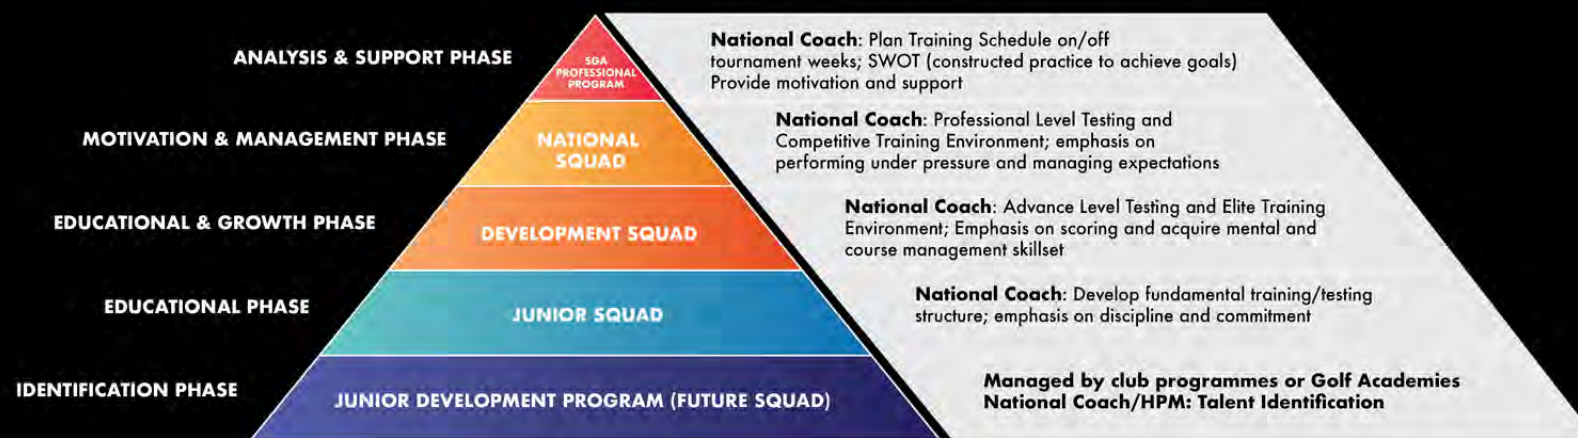 ANALYSIS & SUPPORT PHASE
SGA
PROFESSIONAL
PROGRAM
National Coach: Plan Training Schedule on/off
tournament weeks; SWOT (constructed practice to achieve goals)
Provide motivation and support
MOTIVATION & MANAGEMENT PHASE
NATIONAL
SQUAD
National Coach: Professional Level Testing and
Competitive Training Environment; emphasis on
performing under pressure and managing expectations
EDUCATIONAL & GROWTH PHASE
DEVELOPMENT SQUAD
National Coach: Advance Level Testing and Elite Training
Environment; Emphasis on scoring and acquire mental and
course management skillset
EDUCATIONAL PHASE
JUNIOR SQUAD
National Coach: Develop fundamental training/testing
structure; emphasis on discipline and commitment
IDENTIFICATION PHASE
JUNIOR DEVELOPMENT PROGRAM (FUTURE SQUAD)
Managed by club programmes or Golf Academies
National Coach/HPM: Talent Identification